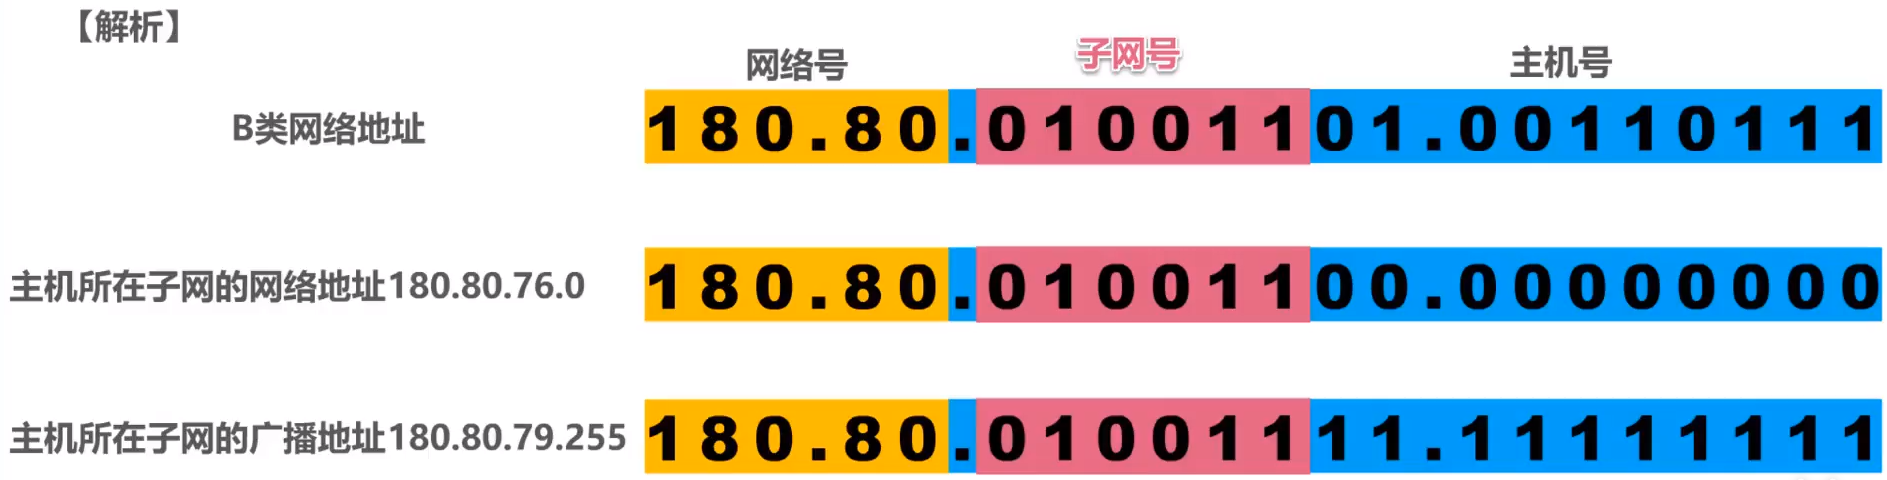 【解析】
网络号 子网号 主机号
B类网络地址 180.80.01001101.00110111
主机所在子网的网络地址180.80.76.0 180.80.01001100.00000000
主机所在子网的广播地址180.80.79.255 180.80.01001111.11111111